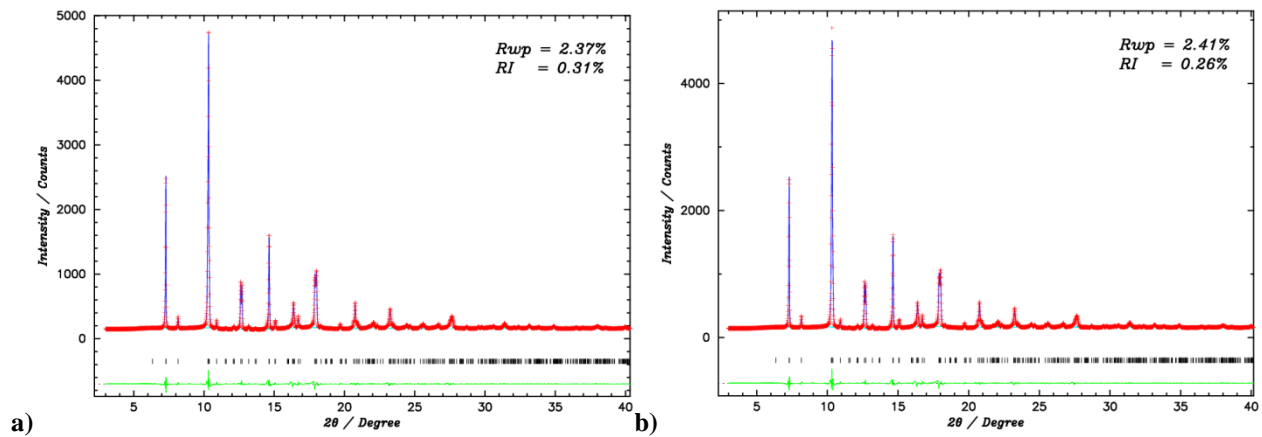 5000
4000
3000
2000
1000
0
Intensity / Counts
Rwp = 2.37%
RI = 0.31%
5 10 15 20 25 30 35 40
2θ / Degree
a)
4000
2000
0
Intensity / Counts
Rwp = 2.41%
RI = 0.26%
5 10 15 20 25 30 35 40
2θ / Degree
b)